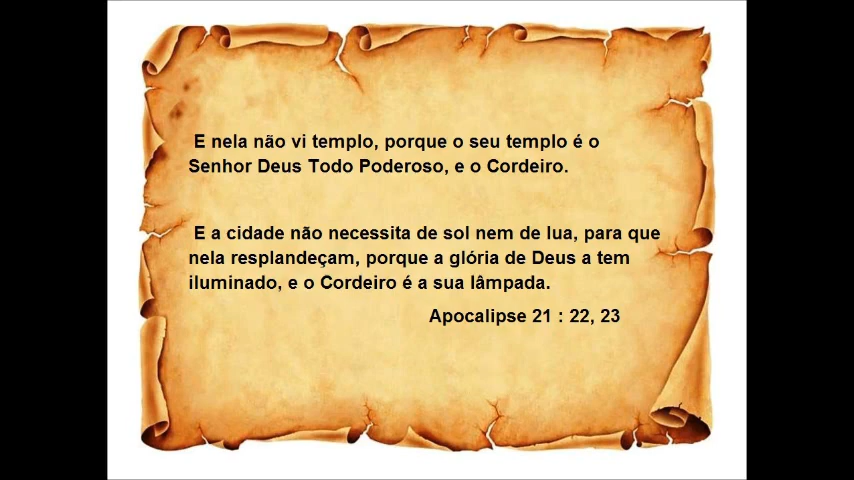 E nela não vi templo, porque o seu templo é o
Senhor Deus Todo Poderoso, e o Cordeiro.
E a cidade não necessita de sol nem de lua, para que
nela resplandeçam, porque a glória de Deus a tem
iluminado, e o Cordeiro é a sua lâmpada.
Apocalipse 21 : 22, 23